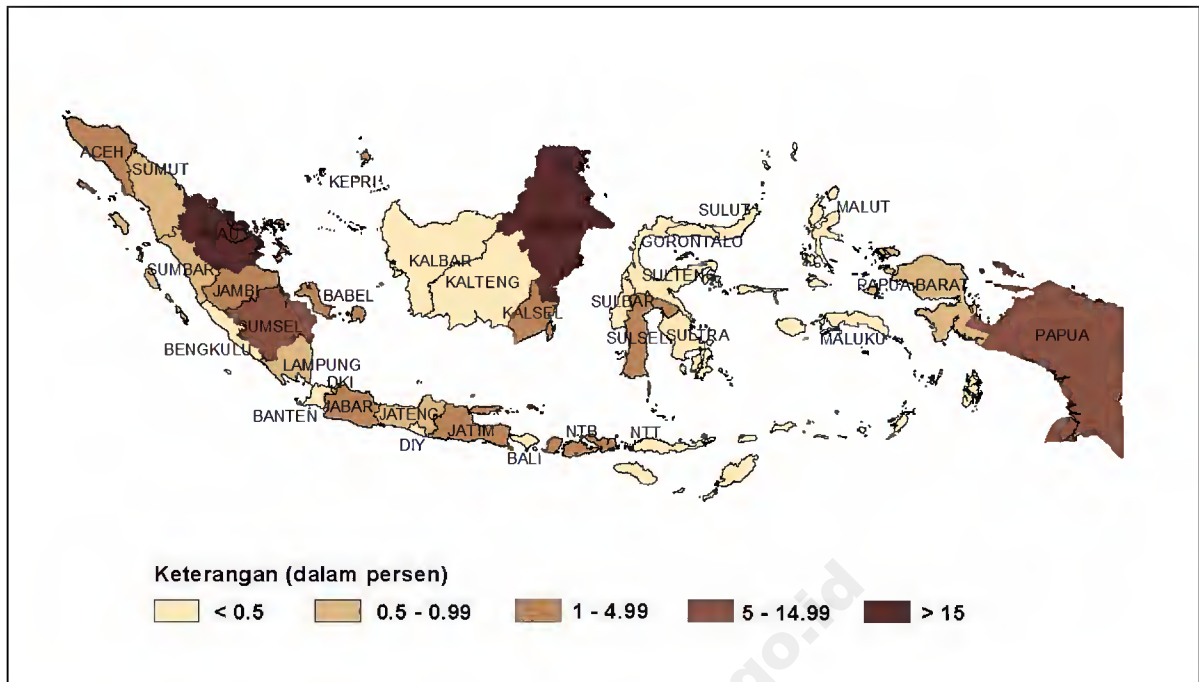 ACEH
SUMUT
KEPRI
SULUT
MALUT
GORONTALO
KALBAR
SUMBAR
KALTENG
SULTENG
PAPUA BARAT
JAMBI
BABEL
SULBAR
KALSEL
SUMSEL
SULSEL
SULTRA
MALUKU
PAPUA
BENGKULU
LAMPUNG
DKI
BANTEN
JABAR
JATENG
JATIM
NTB
NTT
DIY
BALI
Keterangan (dalam persen)
< 0.5 0.5 - 0.99 1 - 4.99 5 - 14.99 > 15
go.id